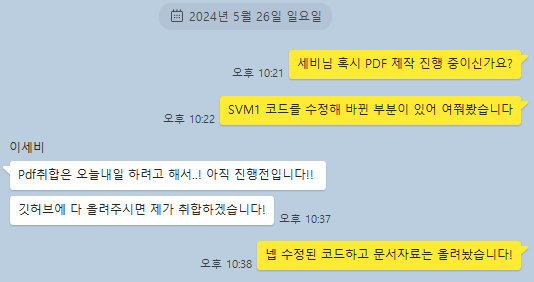 2024년 5월 26일 일요일
세비님 혹시 PDF 제작 진행 중이신가요?
오후 10:21
SVM1 코드를 수정해 바뀐 부분이 있어 여쭤봤습니다
오후 10:22
이세비
Pdf취합은 오늘내일 하려고 해서..! 아직 진행전입니다!!
깃허브에 다 올려주시면 제가 취합하겠습니다!
오후 10:37
넵 수정된 코드하고 문서자료는 올려놨습니다!
오후 10:38